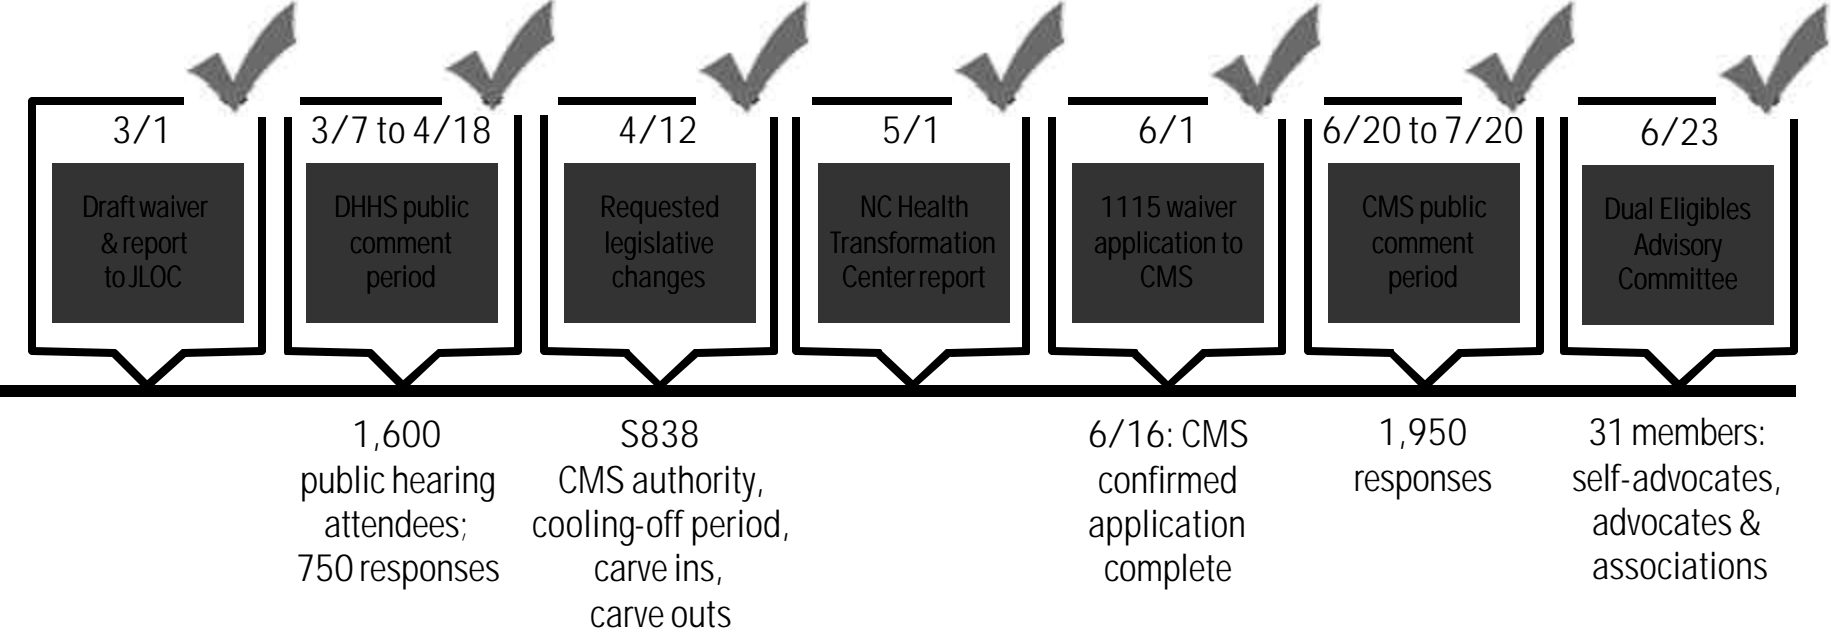 3/1
Draft waiver
& report
to JLOC
3/7 to 4/18
DHHS public
comment
period
1,600
public hearing
attendees;
750 responses
4/12
Requested
legislative
changes
S838
CMS authority,
cooling-off period,
carve ins,
carve outs
5/1
NC Health
Transformation
Center report
6/1
1115 waiver
application to
CMS
6/16: CMS
confirmed
application
complete
6/20 to 7/20
CMS public
comment
period
1,950
responses
6/23
Dual Eligibles
Advisory
Committee
31 members:
self-advocates,
advocates &
associations